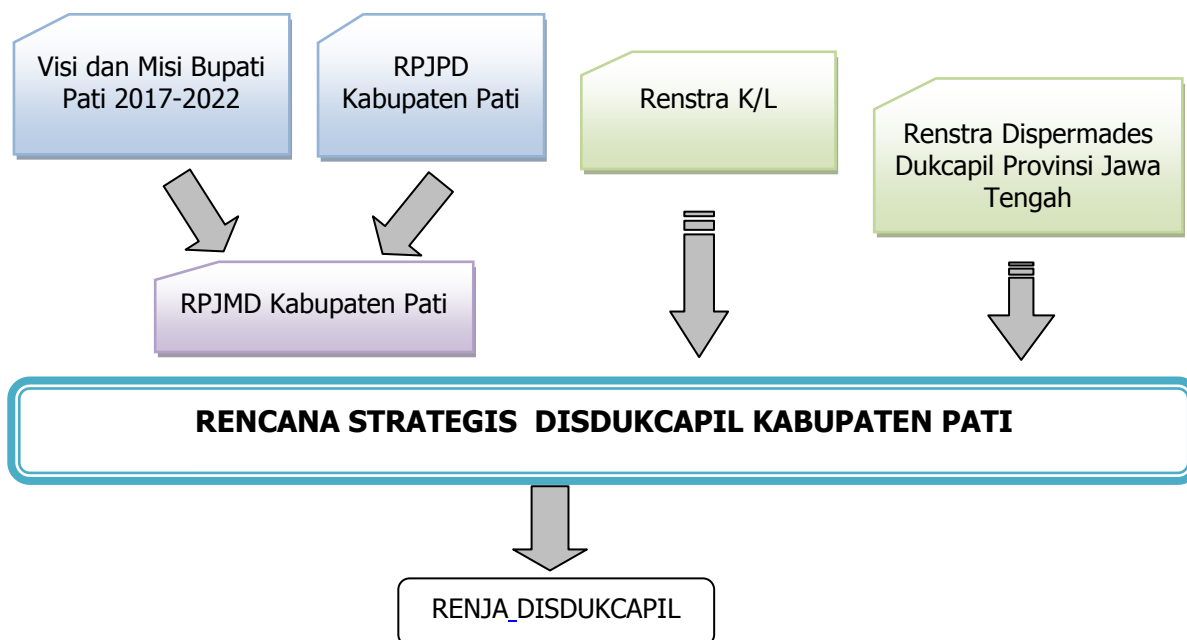 Visi dan Misi Bupati
Pati 2017-2022
RPJPD
Kabupaten Pati
Renstra K/L
Renstra Dispermades
Dukcapil Provinsi Jawa
Tengah
RPJMD Kabupaten Pati
RENCANA STRATEGIS  DISDUKCAPIL KABUPATEN PATI
RENJA DISDUKCAPIL